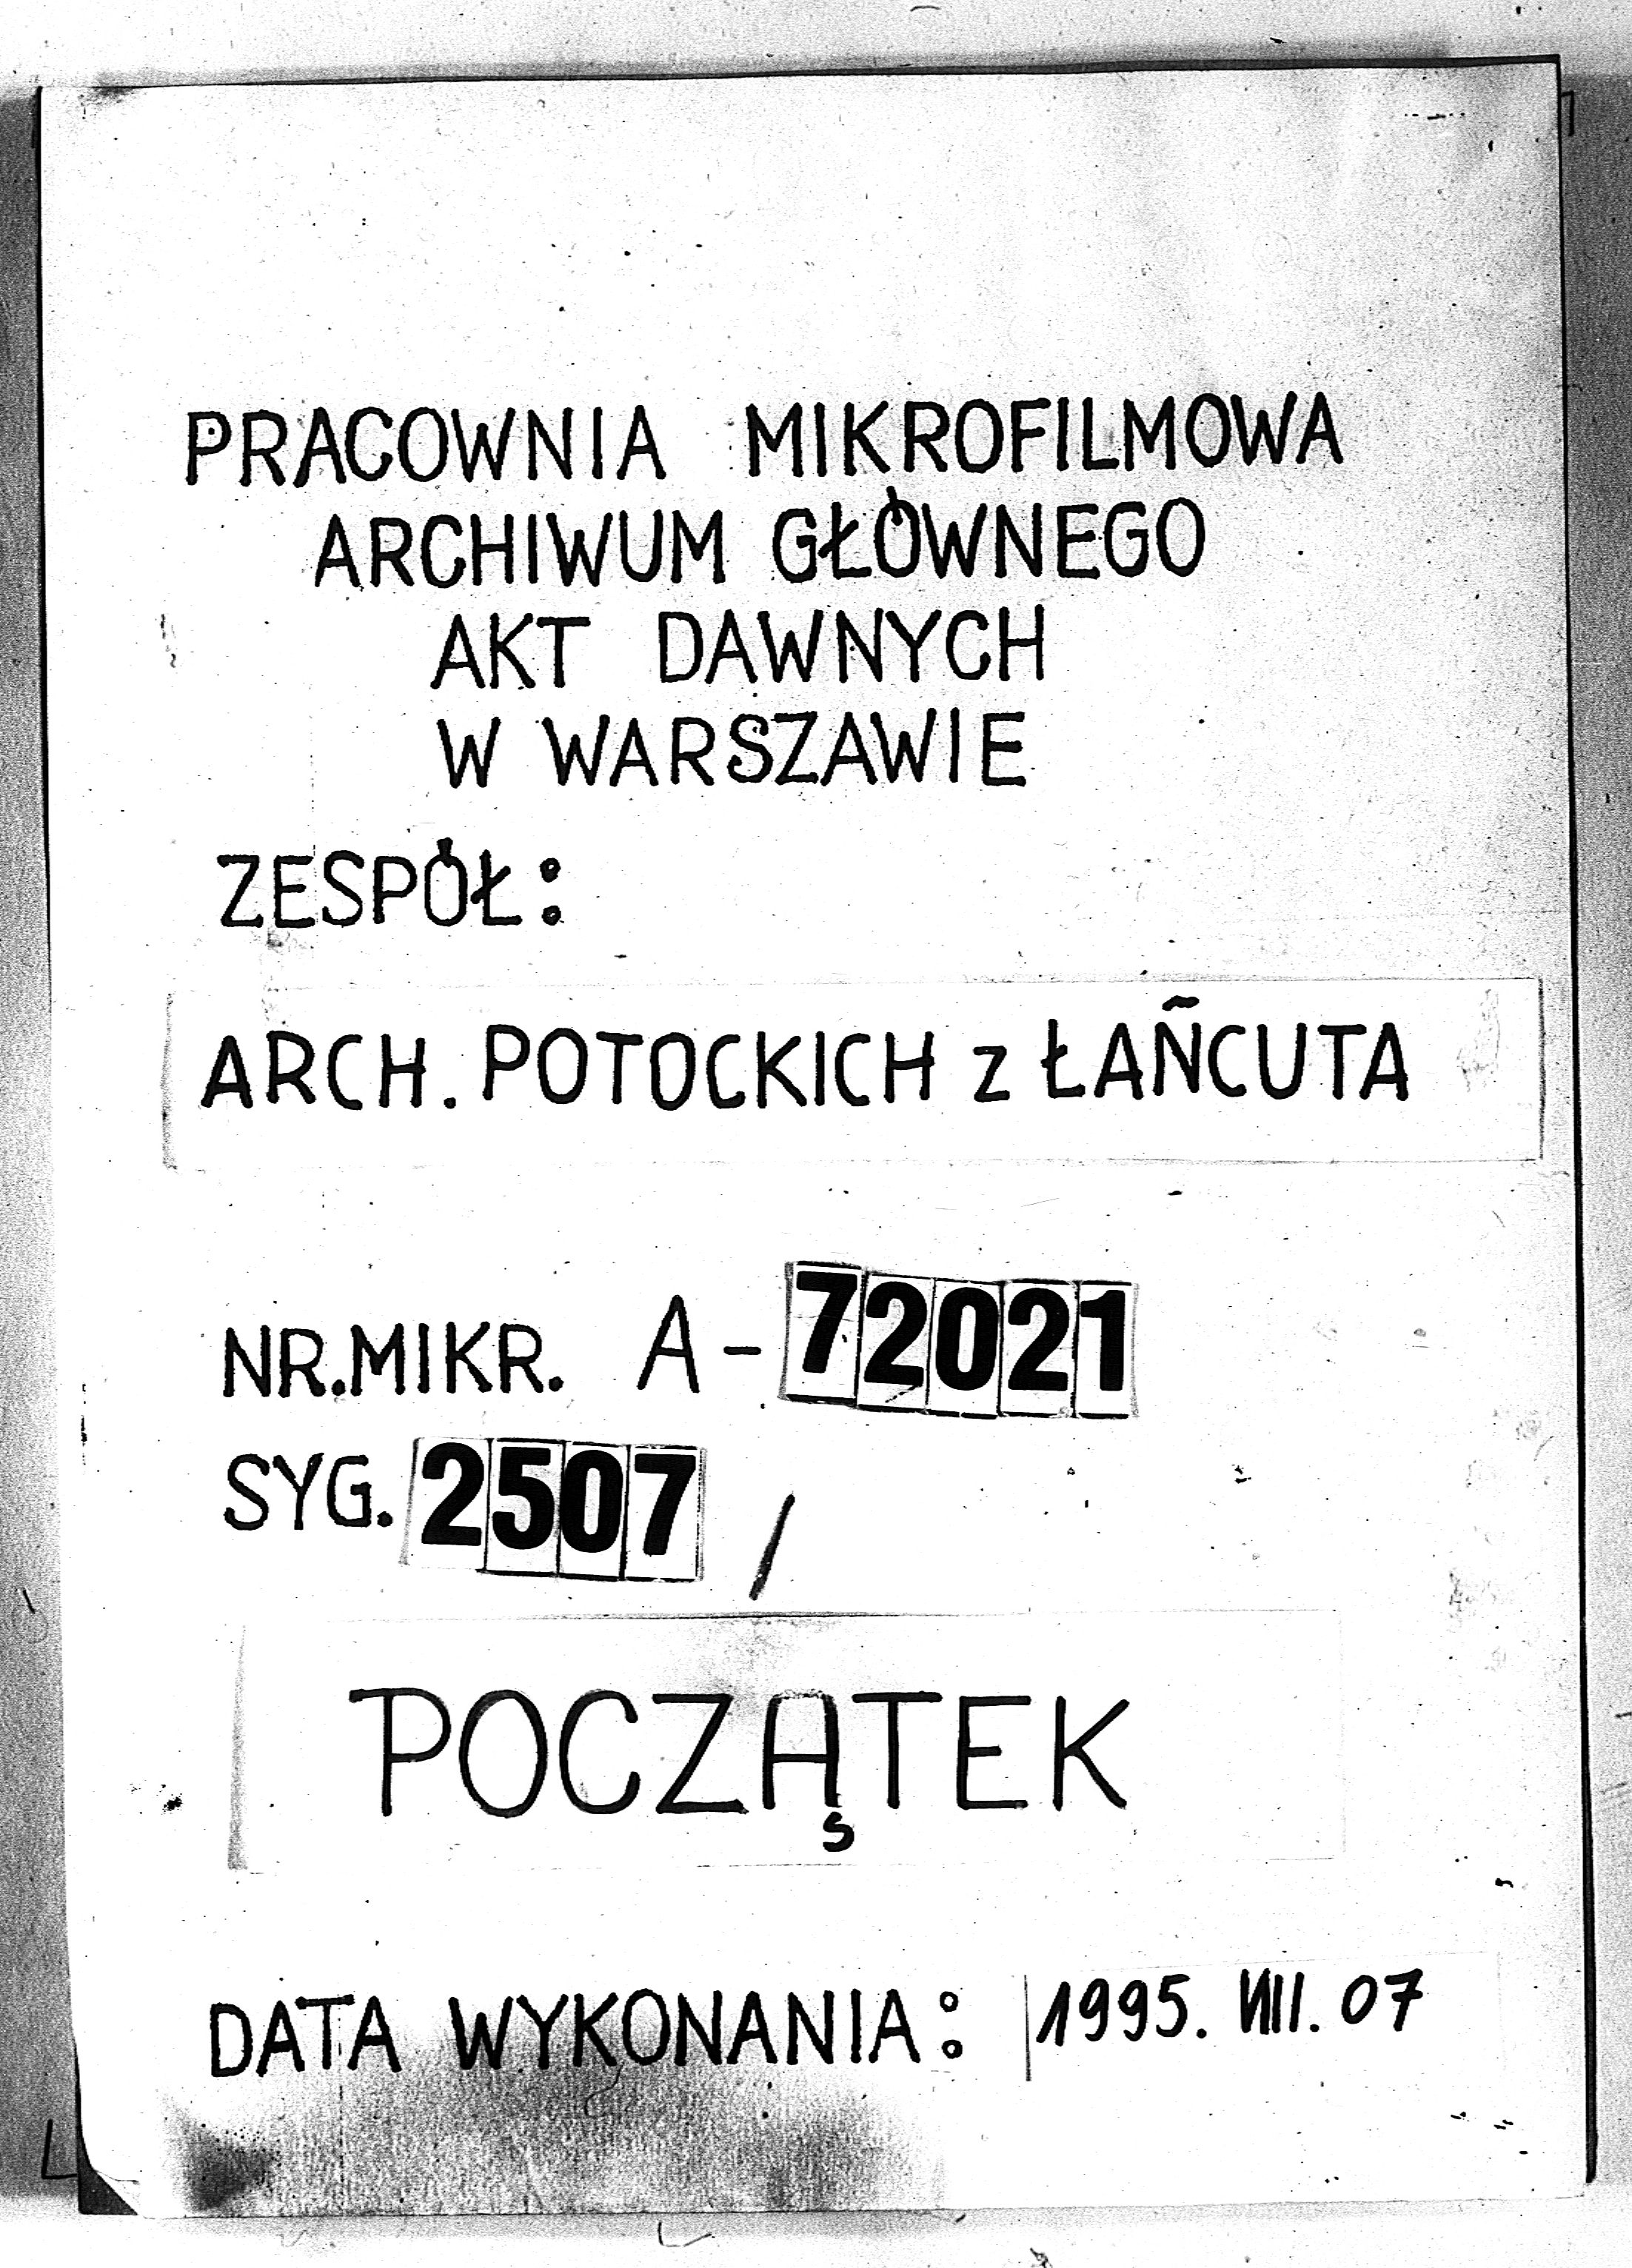 PRACOWNIA MIKROFILMOWA
ARCHIWUM GŁÓWNEGO
AKT DAWNYCH
W WARSZAWIE
ZESPÓŁ:
ARCH. POTOCKICH z ŁAŃCUTA
NR. MIKR. A-72021
SYG. 2507 /
POCZĄTEK
DATA WYKONANIA: 1995. VIII. 07